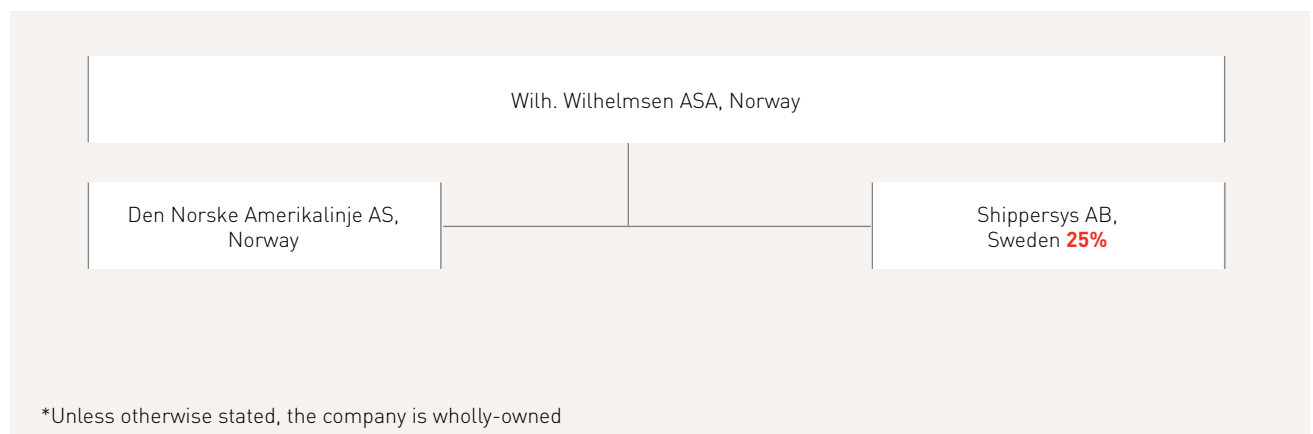 Wilh. Wilhelmsen ASA, Norway
Den Norske Amerikalinje AS,
Norway
Shippersys AB,
Sweden 25%
*Unless otherwise stated, the company is wholly-owned